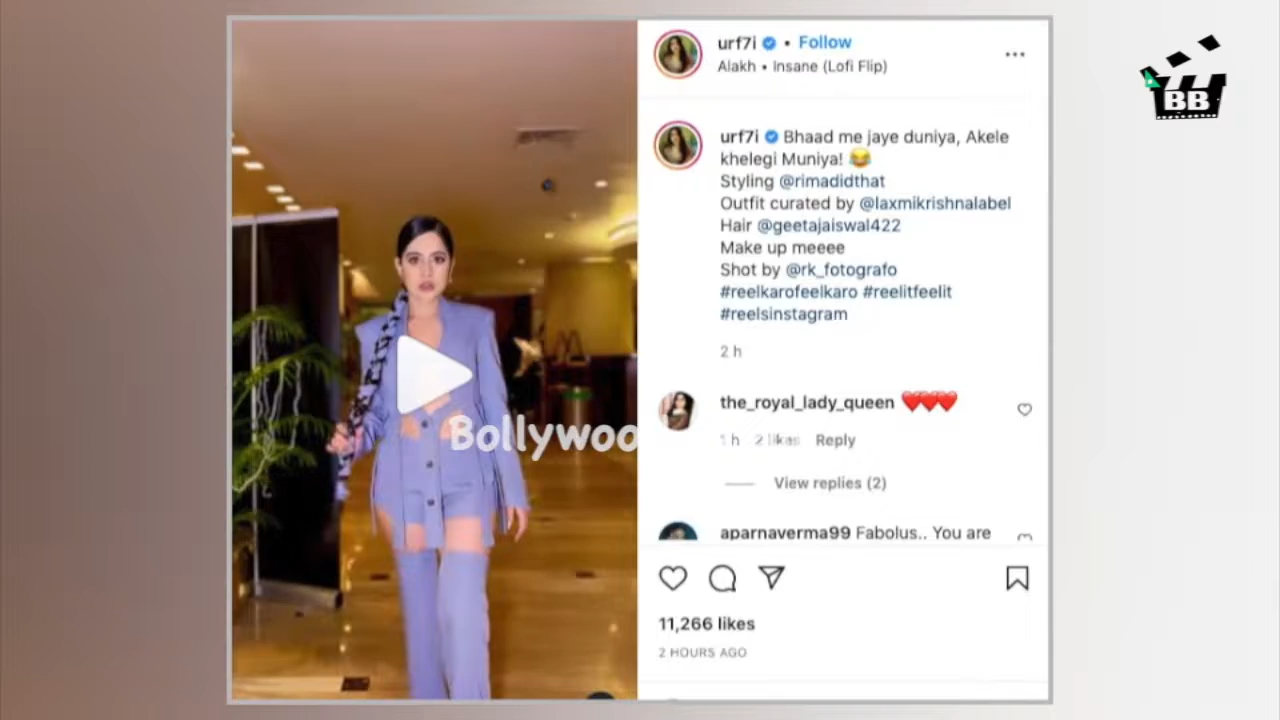 urf7i • Follow
Alakh • Insane (Lofi Flip)
BB
urf7i Bhaad me jaye duniya, Akele
khelegi Muniya! 😂
Styling @rimadidthat
Outfit curated by @laxmikrishnalabel
Hair @geetajaiswal422
Make up meeee
Shot by @rk_fotografo
#reelkarofeelkaro #reelitfeelit
#reelsinstagram
2 h
the_royal_lady_queen ❤️❤️❤️
1 h 2 likes Reply
Bollywoo
View replies (2)
aparnaverma99 Fabolus.. You are
11,266 likes
2 HOURS AGO